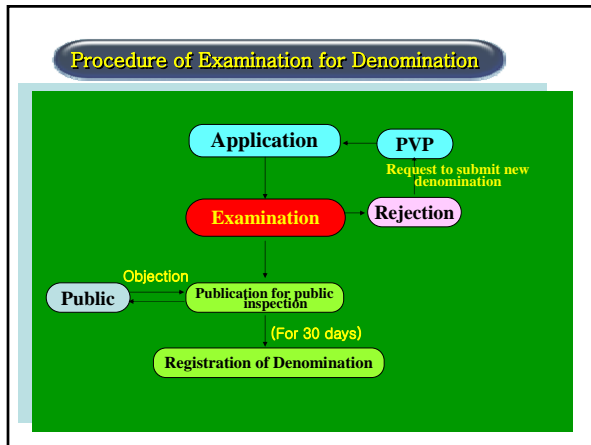 Procedure of Examination for Denomination
Application
PVP
Request to submit new
denomination
Examination
Rejection
Objection
Public
Publication for public
inspection
(For 30 days)
Registration of Denomination